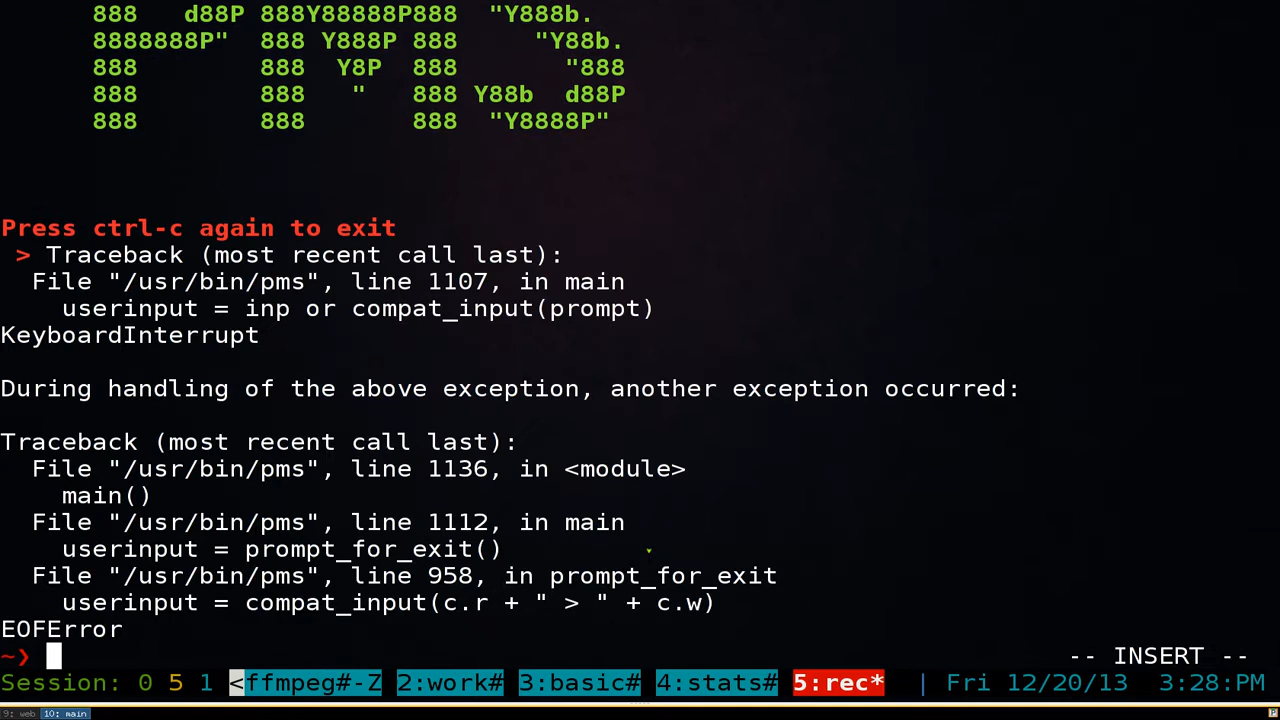 888   d88P 888Y88888P888  "Y888b.
8888888P"  888 Y888P 888     "Y88b.
888        888  Y8P  888       "888
888        888   "   888 Y88b  d88P
888        888       888  "Y8888P"
Press ctrl-c again to exit
 > Traceback (most recent call last):
  File "/usr/bin/pms", line 1107, in main
    userinput = inp or compat_input(prompt)
KeyboardInterrupt
During handling of the above exception, another exception occurred:
Traceback (most recent call last):
  File "/usr/bin/pms", line 1136, in <module>
    main()
  File "/usr/bin/pms", line 1112, in main
    userinput = prompt_for_exit()
  File "/usr/bin/pms", line 958, in prompt_for_exit
    userinput = compat_input(c.r + " > " + c.w)
EOFError
~❯ -- INSERT --
Session: 0 5 1 <ffmpeg#-Z 2:work# 3:basic# 4:stats# 5:rec* | Fri 12/20/13 3:28:PM
9: web 10: main